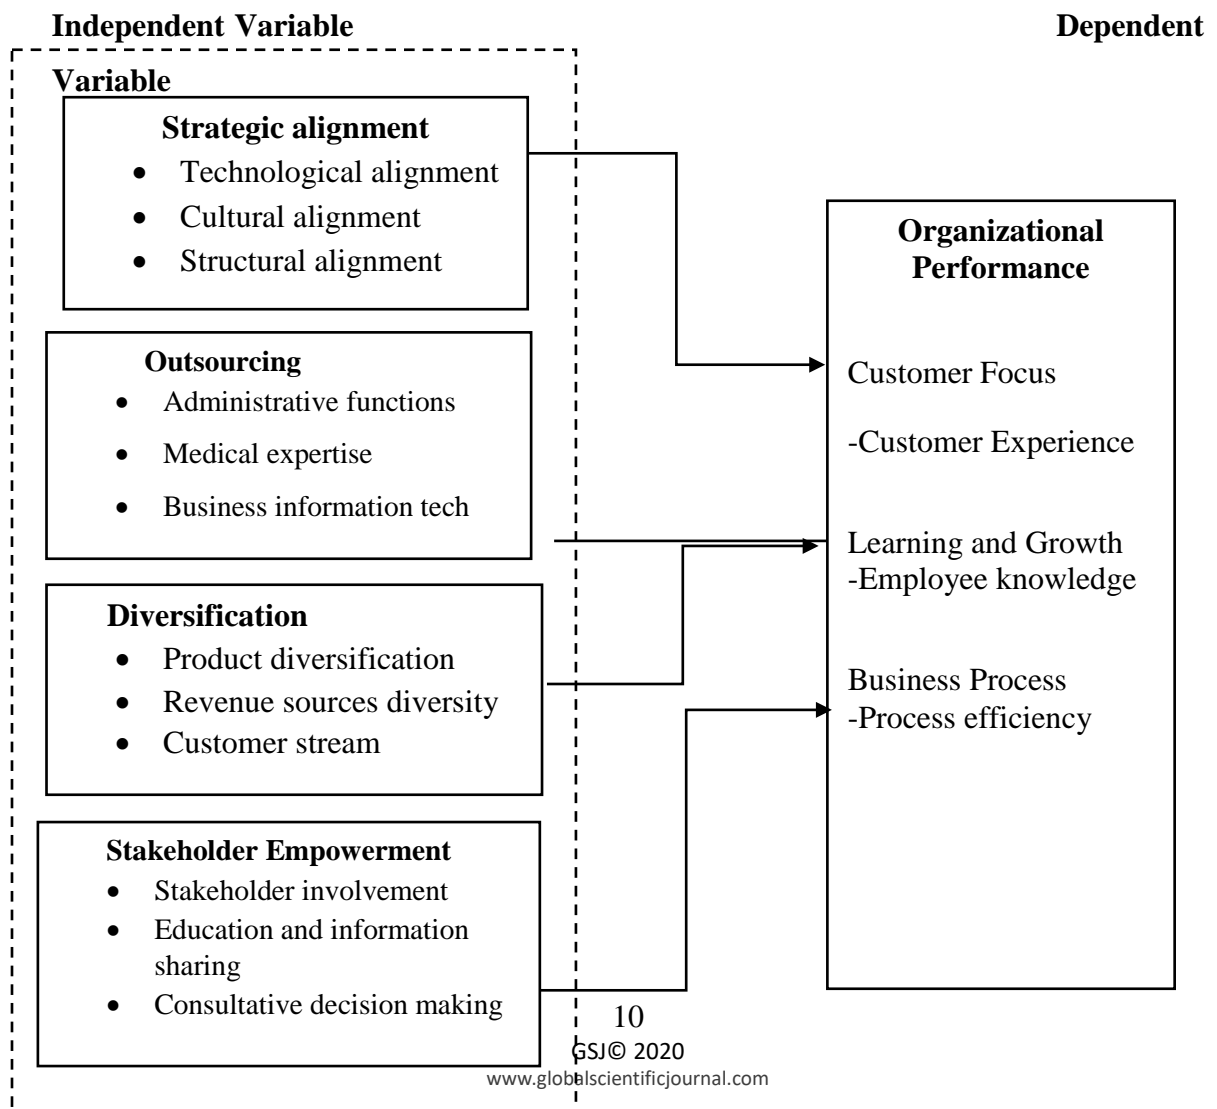 Independent Variable Dependent
Variable
Strategic alignment
• Technological alignment
• Cultural alignment
• Structural alignment
Outsourcing
• Administrative functions
• Medical expertise
• Business information tech
Diversification
• Product diversification
• Revenue sources diversity
• Customer stream
Stakeholder Empowerment
• Stakeholder involvement
• Education and information
sharing
• Consultative decision making
Organizational
Performance
Customer Focus
-Customer Experience
Learning and Growth
-Employee knowledge
Business Process
-Process efficiency
10
GSJ© 2020
www.globalscientificjournal.com